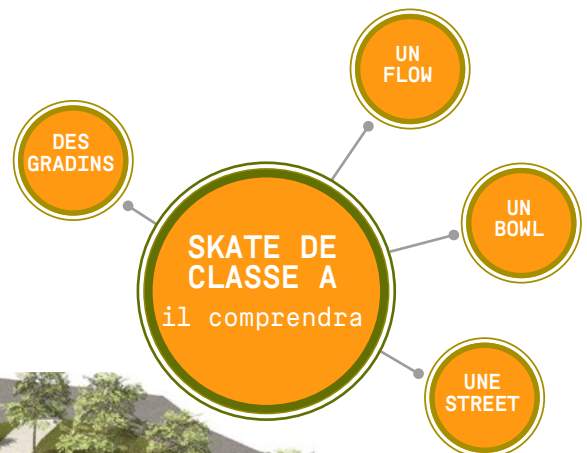 UN
FLOW
DES
GRADINS
UN
BOWL
SKATE DE
CLASSE A
il comprendra
UNE
STREET